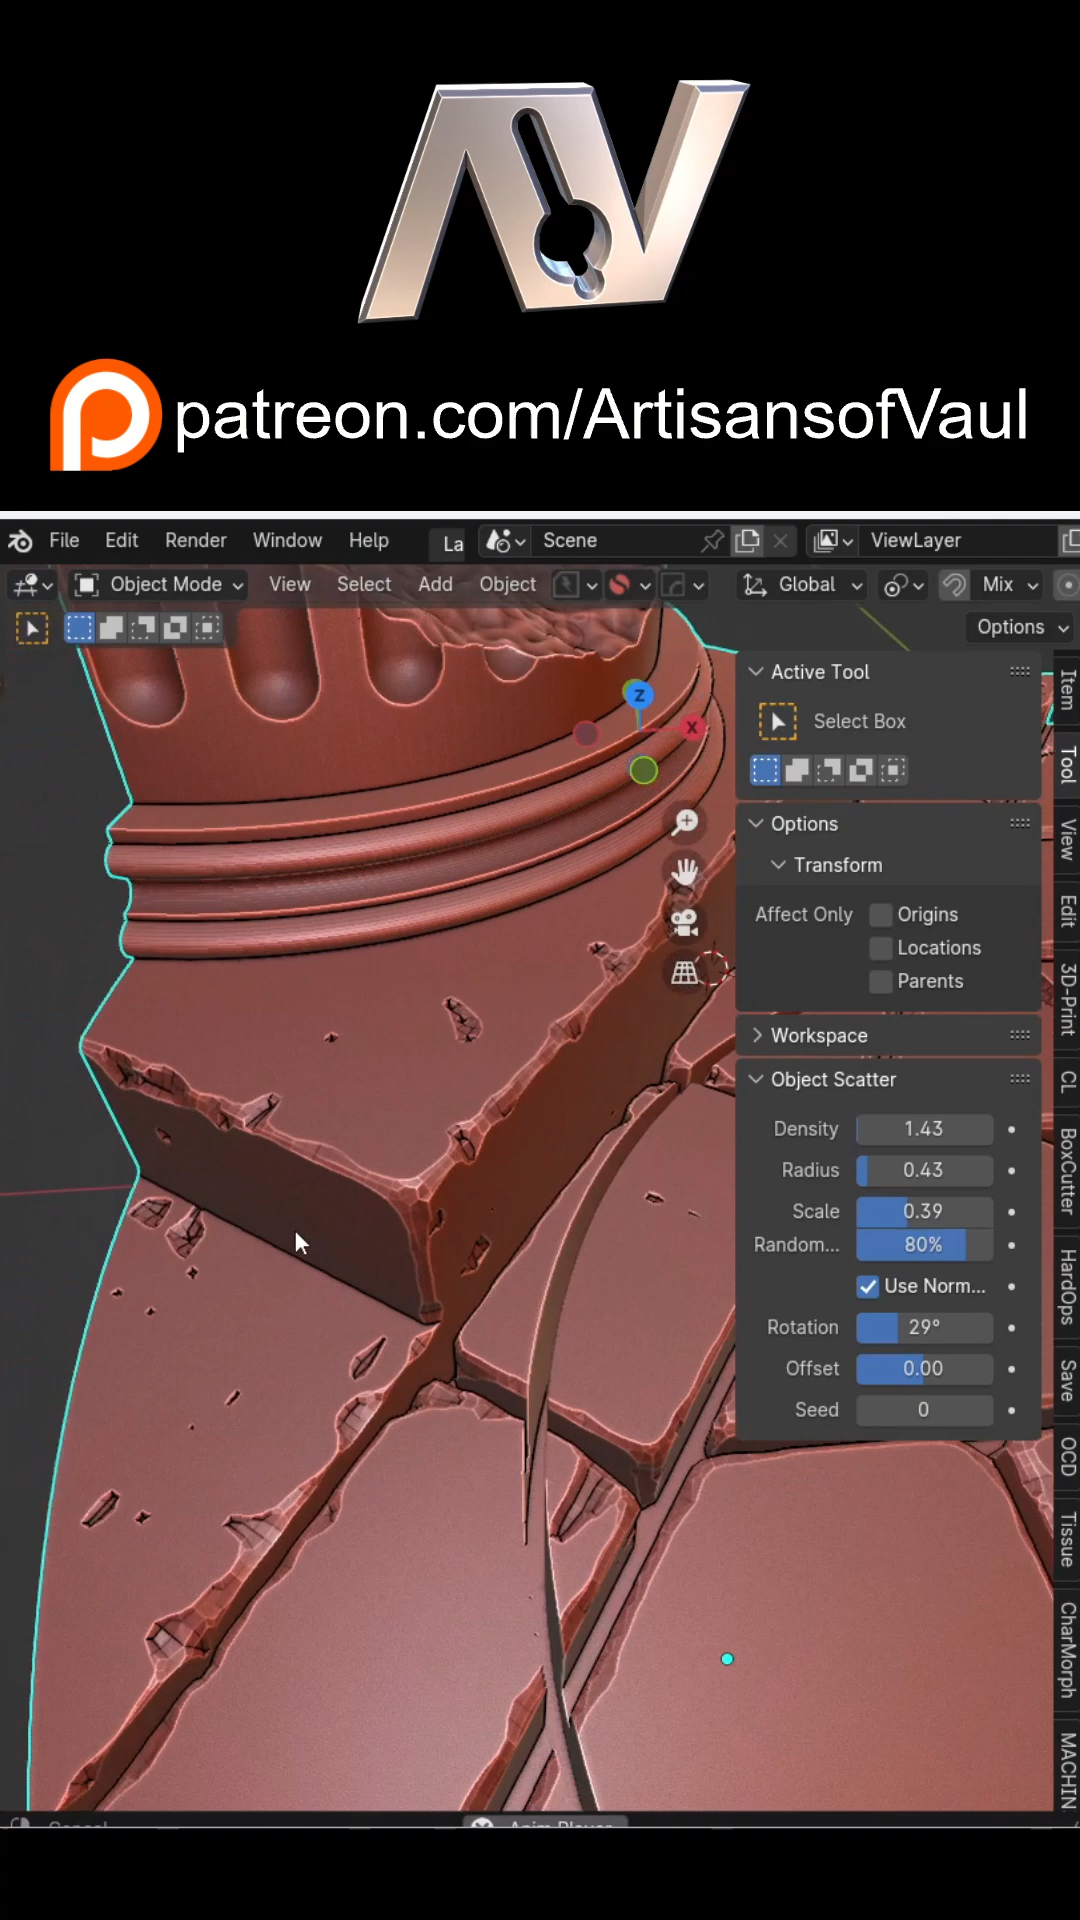 patreon.com/ArtisansofVaul
File Edit Render Window Help La Scene ViewLayer
Object Mode View Select Add Object Global Mix
Options
Active Tool
Select Box
Options
Transform
Affect Only Origins
Locations
Parents
Workspace
Object Scatter
Density 1.43
Radius 0.43
Scale 0.39
Random... 80%
Use Norm...
Rotation 29°
Offset 0.00
Seed 0
Z
X
Item
Tool
View
Edit
3D-Print
CL
BoxCutter
HardOps
Save
OCD
Tissue
CharMorph
MACHIN